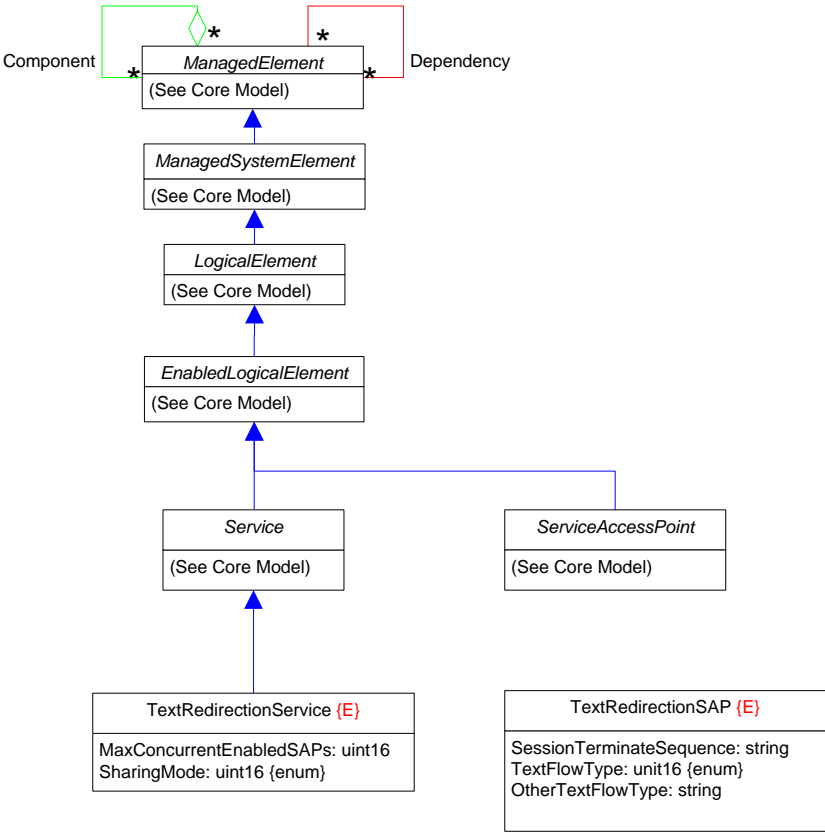 *
*
Component
ManagedElement
Dependency
*
*
(See Core Model)
ManagedSystemElement
(See Core Model)
LogicalElement
(See Core Model)
EnabledLogicalElement
(See Core Model)
Service
(See Core Model)
ServiceAccessPoint
(See Core Model)
TextRedirectionService {E}
MaxConcurrentEnabledSAPs: uint16
SharingMode: uint16 {enum}
TextRedirectionSAP {E}
SessionTerminateSequence: string
TextFlowType: unit16 {enum}
OtherTextFlowType: string